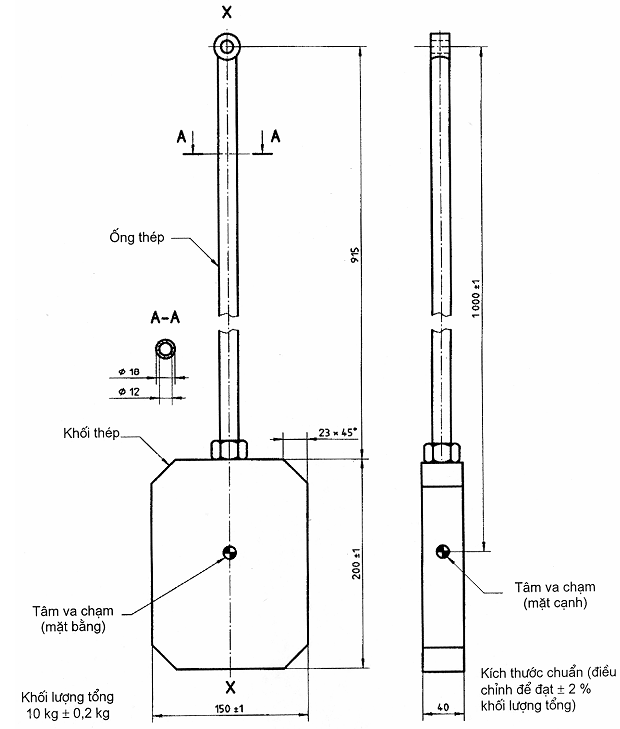 X
A A
Ống thép
915
1 000 ±1
A-A
ø 18
ø 12
Khối thép
23 × 45°
200 ±1
Tâm va chạm
(mặt bằng)
Tâm va chạm
(mặt cạnh)
X
Khối lượng tổng
10 kg ± 0,2 kg
150 ±1
40
Kích thước chuẩn (điều
chỉnh để đạt ± 2 %
khối lượng tổng)